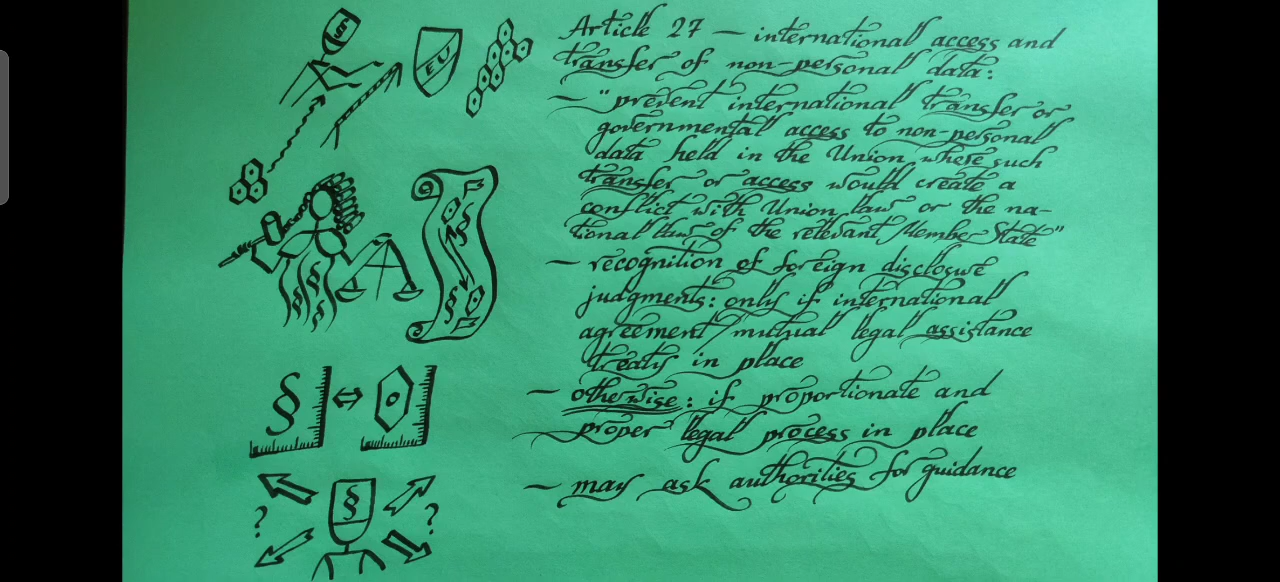 §
EU
§
§
§
§
§
§
§
§
§
Article 27 — international access and
transfer of non-personal data:
— "prevent international transfer or
governmental access to non-personal
data held in the Union where such
transfer or access would create a
conflict with Union law or the na-
tional law of the relevant Member State"
— recognition of foreign disclosure
judgments: only if international
agreement/mutual legal assistance
treaty in place
— otherwise: if proportionate and
proper legal process in place
— may ask authorities for guidance
§
?
§
?